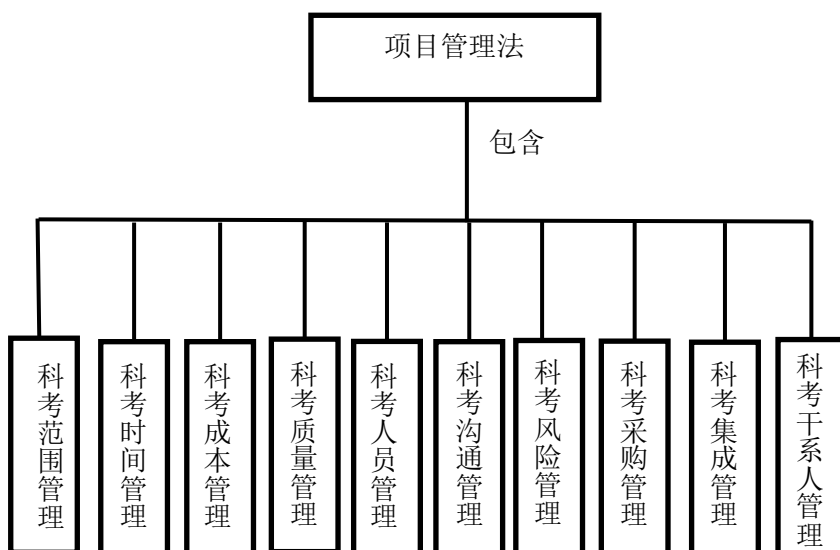 项目管理法
包含
科考范围管理
科考时间管理
科考成本管理
科考质量管理
科考人员管理
科考沟通管理
科考风险管理
科考采购管理
科考集成管理
科考干系人管理